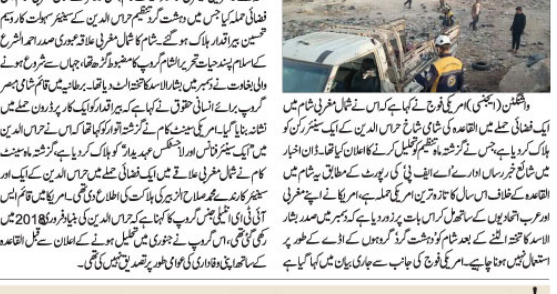 واشنگٹن (ایجنسی) امریکی فوج نے کہا ہے کہ اس نے شمال مغربی شام میں
ایک فضائی حملے میں القاعدہ کی شامی شاخ حراس الدین کے ایک سینئر رکن کو
ہلاک کر دیا ہے، جس نے گزشتہ ماہ تنظیم کو تحلیل کرنے کا اعلان کیا تھا۔ ڈان اخبار
میں شائع خبر رساں ادارے اے ایف پی کی رپورٹ کے مطابق یہ شام میں
القاعدہ کے خلاف اس سال کا تازہ ترین امریکی حملہ ہے، امریکا نے اپنے مغربی
اور عرب اتحادیوں کے ساتھ مل کر اس بات پر زور دیا ہے کہ دسمبر میں صدر بشار
الاسد کا تختہ الٹنے کے بعد شام کو 'دہشت گرد' گروہوں کے اڈے کے طور پر
استعمال نہیں ہونا چاہیے۔ امریکی فوج کی جانب سے جاری بیان میں کہا گیا ہے
فضائی حملہ کیا جس میں دہشت گرد تنظیم حراس الدین کے سینئر سہولت کار وسیم
تحسین بیراقدار ہلاک ہو گئے۔ شام کا شمال مغربی علاقہ عبوری صدر احمد الشرع
کے اسلام پسند حیات تحریر الشام گروپ کا مضبوط گڑھ تھا، جہاں سے شروع ہونے
والی بغاوت نے دسمبر میں بشار الاسد کا تختہ الٹ دیا تھا۔ برطانیہ میں قائم شامی مبصر
گروپ برائے انسانی حقوق نے کہا ہے کہ بیراقدار کو ایک کار پر ڈرون حملے میں
نشانہ بنایا گیا۔ امریکی سینٹ کام نے گزشتہ اتوار کو کہا تھا کہ اس نے حراس الدین
میں "ایک سینئر فنانس اور لاجسٹکس عہدیدار" کو ہلاک کر دیا ہے، گزشتہ ماہ سینٹ
کام نے شمال مغربی علاقے میں ایک فضائی حملے میں حراس الدین کے ایک اور
سینئر کارندے محمد صلاح الزبیر کی ہلاکت کی اطلاع دی تھی۔ امریکا میں قائم ایس
آئی ٹی ای انٹیلی جنس گروپ کا کہنا ہے کہ حراس الدین کی بنیاد فروری 2018 میں
رکھی گئی تھی، اس گروپ نے جنوری میں تحلیل ہونے کے اعلان سے قبل القاعدہ
کے ساتھ اپنی وفاداری کی عوامی طور پر تصدیق نہیں کی تھی۔